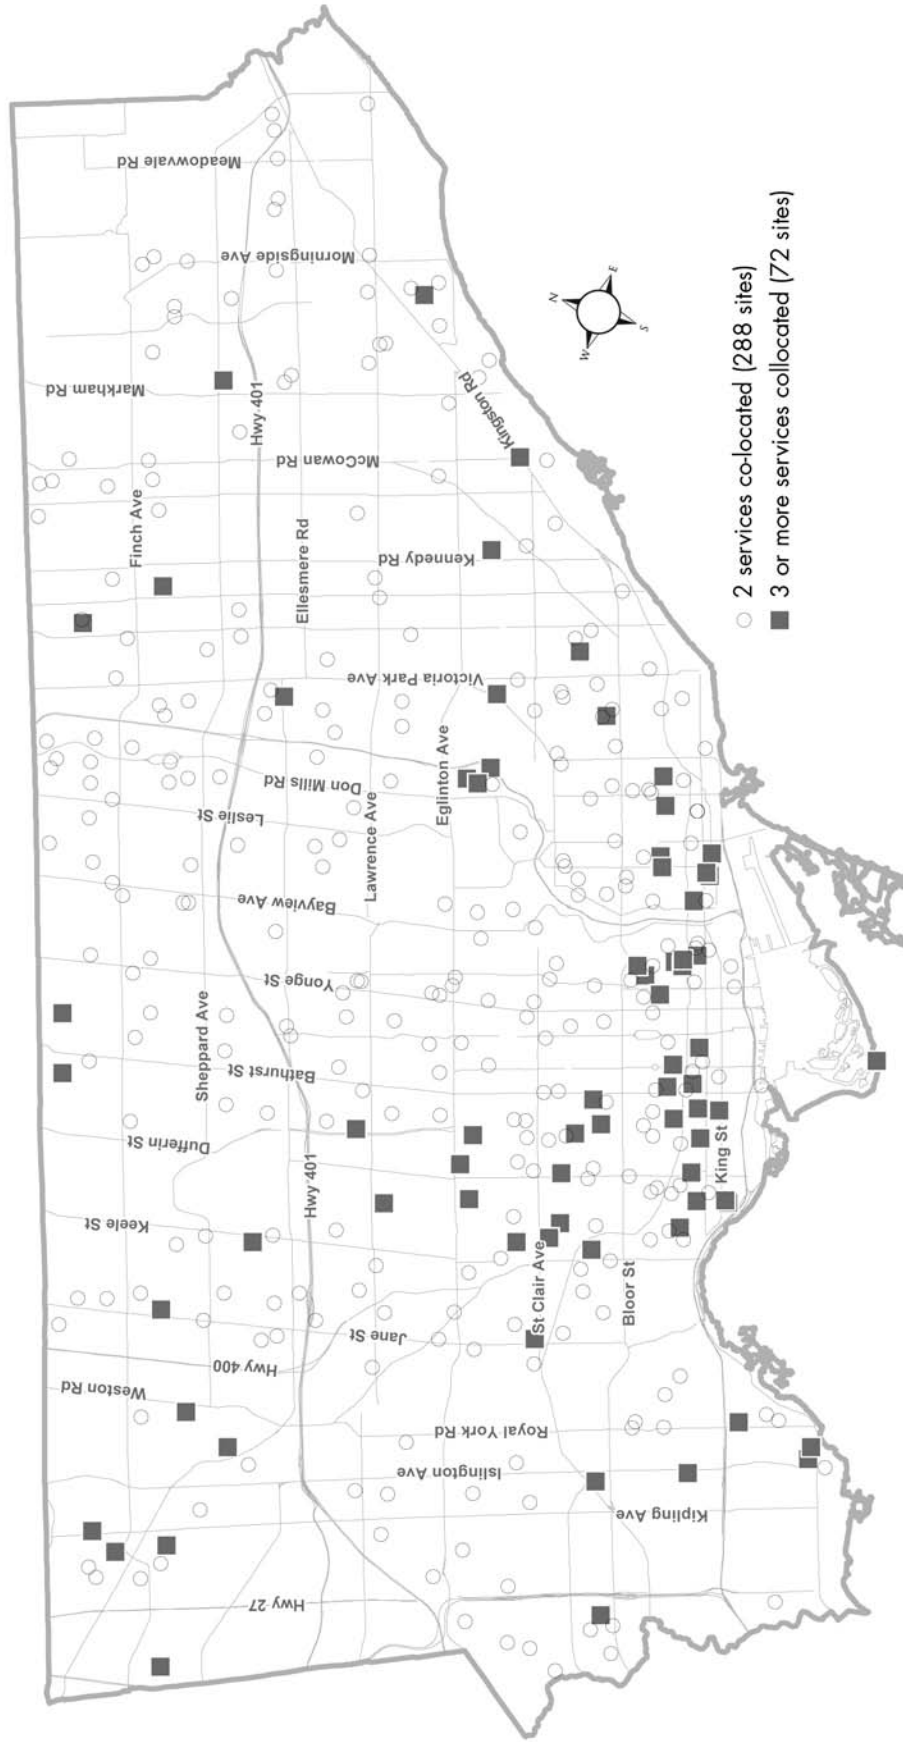 Meadowvale Rd
Morningside Ave
Markham Rd
Hwy 401
McCowan Rd
Kingston Rd
Finch Ave
Ellesmere Rd
Kennedy Rd
Victoria Park Ave
Don Mills Rd
Eglinton Ave
Leslie St
Lawrence Ave
Bayview Ave
Yonge St
Sheppard Ave
Bathurst St
Dufferin St
Hwy 401
King St
Keele St
St Clair Ave
Bloor St
Jane St
Hwy 400
Weston Rd
Royal York Rd
Islington Ave
Kipling Ave
Hwy 27
N
E
S
W
2 services co-located (288 sites)
3 or more services collocated (72 sites)